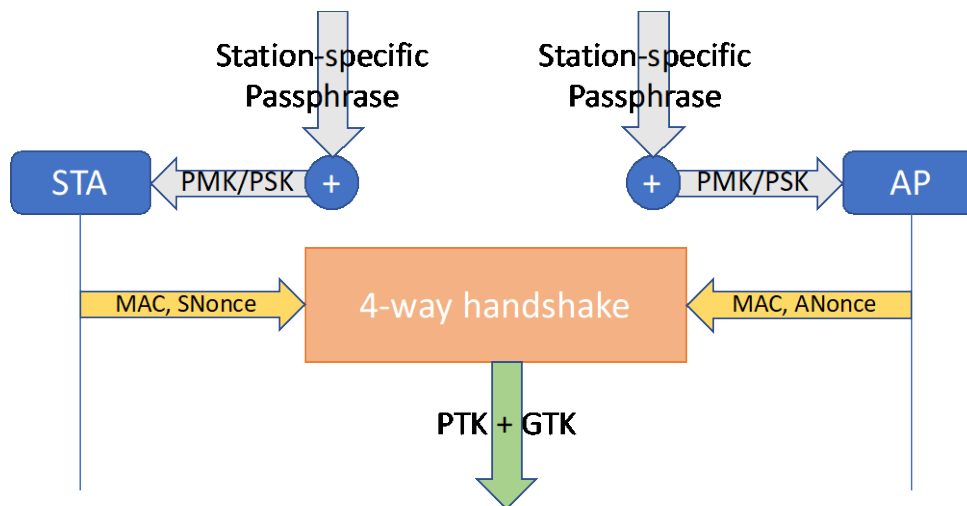 Station-specific
Passphrase
Station-specific
Passphrase
STA
PMK/PSK
+
+
PMK/PSK
AP
MAC, SNonce
4-way handshake
MAC, ANonce
PTK + GTK